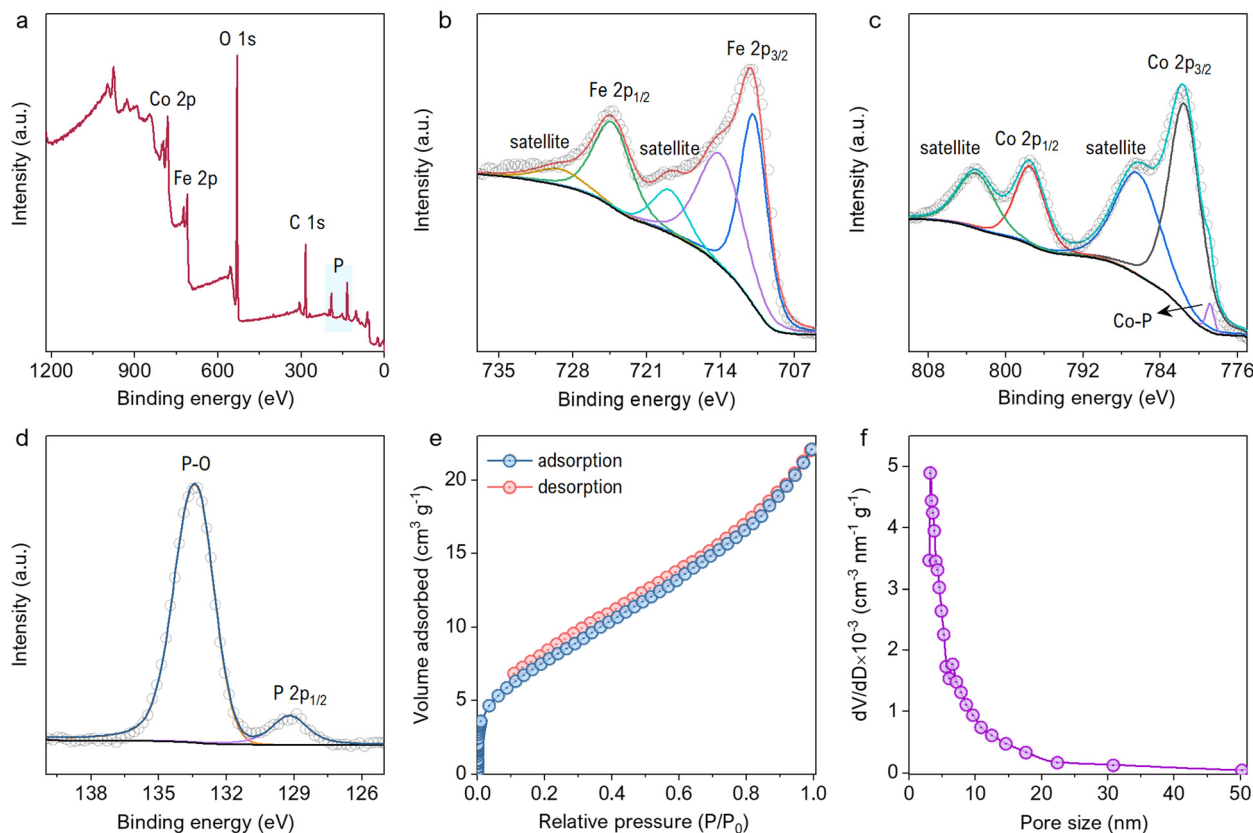 a
O 1s
Co 2p
Fe 2p
C 1s
P
Intensity (a.u.)
1200 900 600 300 0
Binding energy (eV)
b
Fe 2p3/2
Fe 2p1/2
satellite
satellite
Intensity (a.u.)
735 728 721 714 707
Binding energy (eV)
c
Co 2p3/2
Co 2p1/2
satellite
satellite
Co-P
Intensity (a.u.)
808 800 792 784 776
Binding energy (eV)
d
P-O
P 2p1/2
Intensity (a.u.)
138 135 132 129 126
Binding energy (eV)
e
adsorption
desorption
Volume adsorbed (cm³ g⁻¹)
20
15
10
5
0
0.0 0.2 0.4 0.6 0.8 1.0
Relative pressure (P/P₀)
f
dV/dD×10⁻³ (cm⁻³ nm⁻¹ g⁻¹)
5
4
3
2
1
0
0 10 20 30 40 50
Pore size (nm)